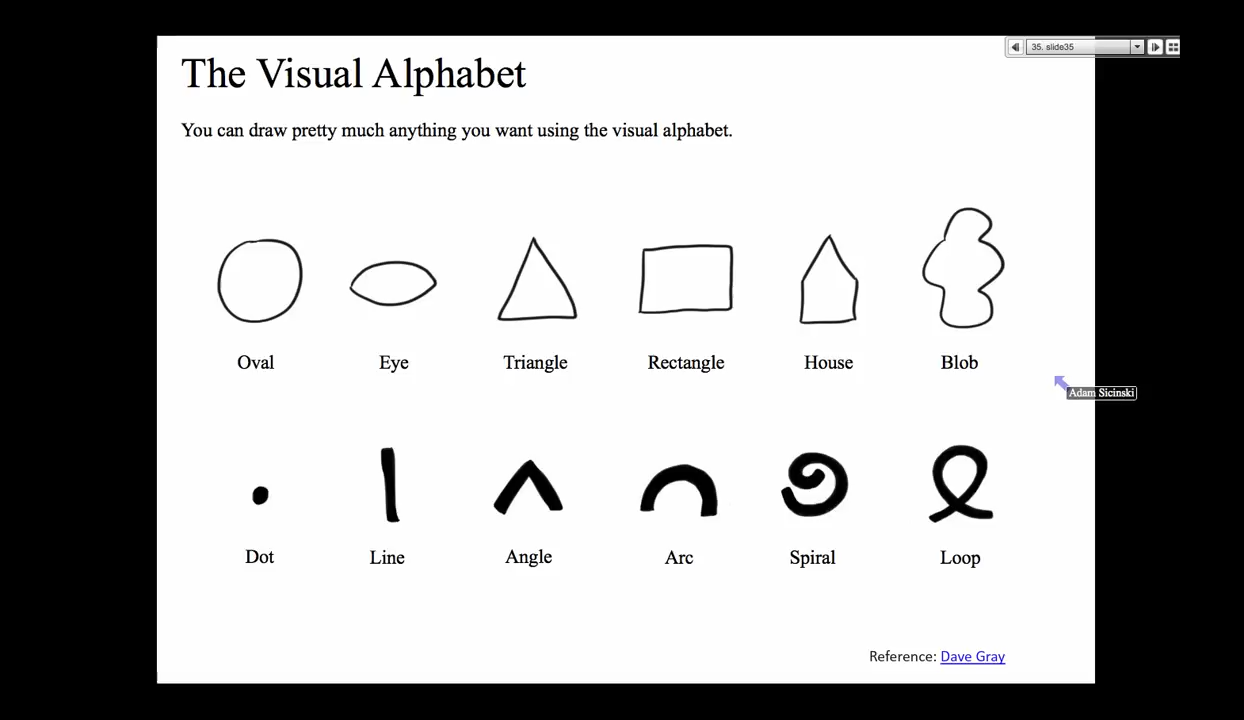 35. slide35
The Visual Alphabet
You can draw pretty much anything you want using the visual alphabet.
Oval Eye Triangle Rectangle House Blob
Adam Sicinski
Dot Line Angle Arc Spiral Loop
Reference: Dave Gray